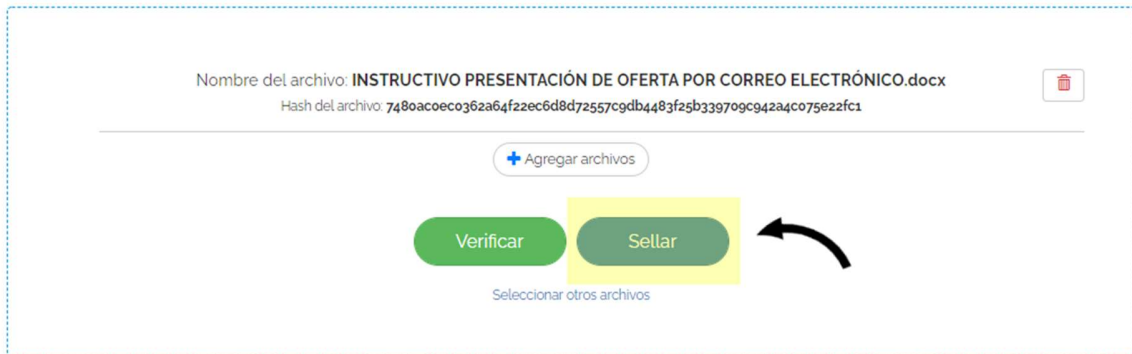 Nombre del archivo: INSTRUCTIVO PRESENTACIÓN DE OFERTA POR CORREO ELECTRÓNICO.docx
Hash del archivo: 7480ac0ec0362a64f22ec6d8d72557c9db4483f25b339709c942a4c075e22fc1
Agregar archivos
Verificar
Sellar
Seleccionar otros archivos